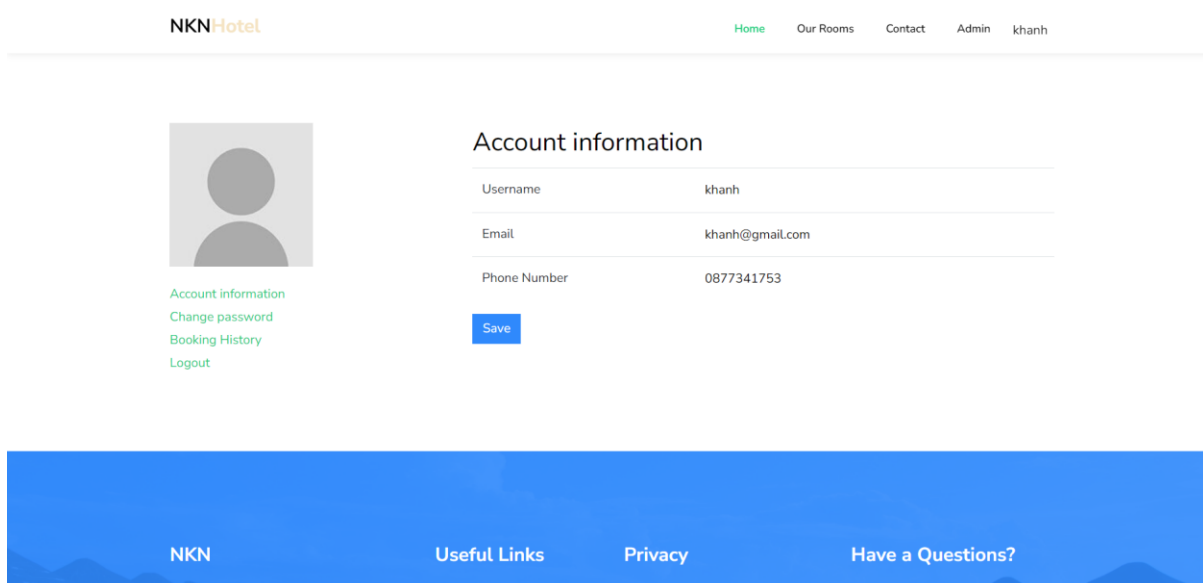 NKNHotel
Home Our Rooms Contact Admin khanh
Account information
Change password
Booking History
Logout
Account information
Username khanh
Email khanh@gmail.com
Phone Number 0877341753
Save
NKN Useful Links Privacy Have a Questions?